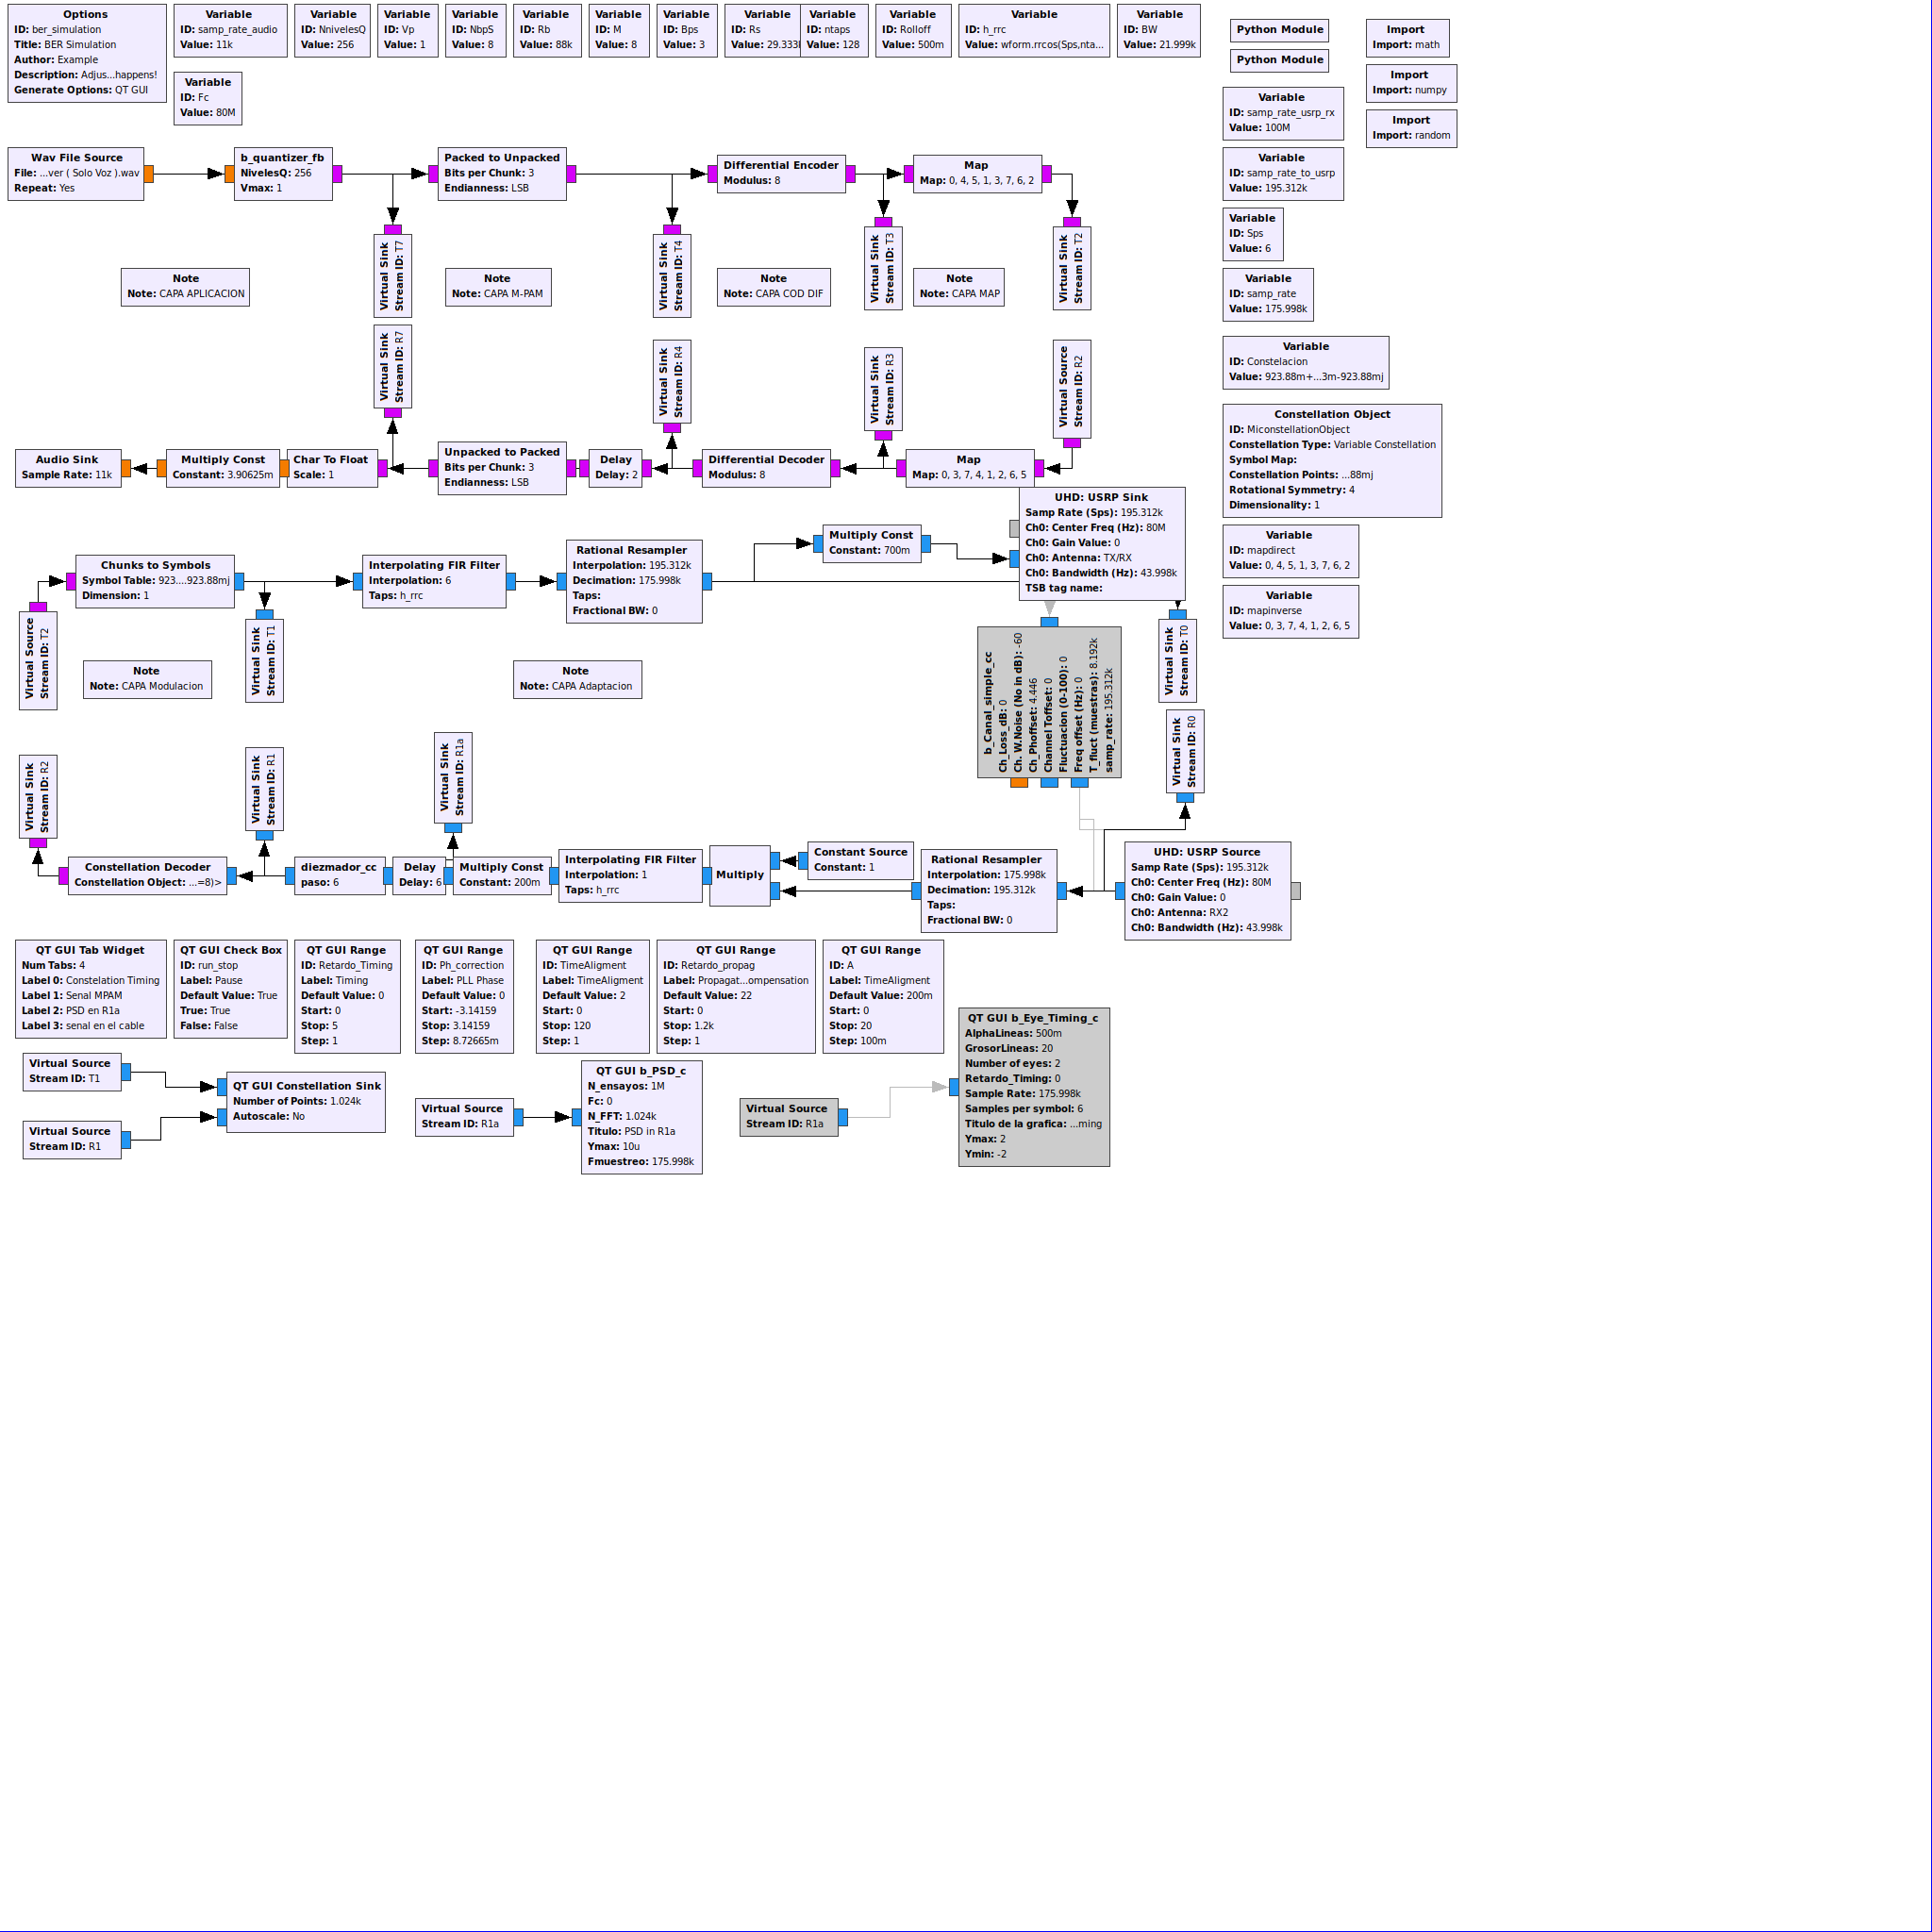 Options
ID: ber_simulation
Title: BER Simulation
Author: Example
Description: Adjus...happens!
Generate Options: QT GUI
Variable
ID: samp_rate_audio
Value: 11k
Variable
ID: NnivelesQ
Value: 256
Variable
ID: Vp
Value: 1
Variable
ID: NbpS
Value: 8
Variable
ID: Rb
Value: 88k
Variable
ID: M
Value: 8
Variable
ID: Bps
Value: 3
Variable
ID: Rs
Value: 29.333
Variable
ID: ntaps
Value: 128
Variable
ID: Rolloff
Value: 500m
Variable
ID: h_rrc
Value: wform.rrcos(Sps,nta...
Variable
ID: BW
Value: 21.999k
Python Module
Python Module
Import
Import: math
Import
Import: numpy
Import
Import: random
Variable
ID: Fc
Value: 80M
Variable
ID: samp_rate_usrp_rx
Value: 100M
Variable
ID: samp_rate_to_usrp
Value: 195.312k
Variable
ID: Sps
Value: 6
Variable
ID: samp_rate
Value: 175.998k
Variable
ID: Constelacion
Value: 923.88m+...3m-923.88mj
Constellation Object
ID: MiconstellationObject
Constellation Type: Variable Constellation
Symbol Map:
Constellation Points: ...88mj
Rotational Symmetry: 4
Dimensionality: 1
Variable
ID: mapdirect
Value: 0, 4, 5, 1, 3, 7, 6, 2
Variable
ID: mapinverse
Value: 0, 3, 7, 4, 1, 2, 6, 5
Wav File Source
File: ...ver ( Solo Voz ).wav
Repeat: Yes
b_quantizer_fb
NivelesQ: 256
Vmax: 1
Packed to Unpacked
Bits per Chunk: 3
Endianness: LSB
Differential Encoder
Modulus: 8
Map
Map: 0, 4, 5, 1, 3, 7, 6, 2
Virtual Sink
Stream ID: T7
Virtual Sink
Stream ID: T4
Virtual Sink
Stream ID: T3
Virtual Sink
Stream ID: T2
Note
Note: CAPA APLICACION
Note
Note: CAPA M-PAM
Note
Note: CAPA COD DIF
Note
Note: CAPA MAP
Virtual Sink
Stream ID: R7
Virtual Sink
Stream ID: R4
Virtual Sink
Stream ID: R3
Virtual Source
Stream ID: R2
Audio Sink
Sample Rate: 11k
Multiply Const
Constant: 3.90625m
Char To Float
Scale: 1
Unpacked to Packed
Bits per Chunk: 3
Endianness: LSB
Delay
Delay: 2
Differential Decoder
Modulus: 8
Map
Map: 0, 3, 7, 4, 1, 2, 6, 5
UHD: USRP Sink
Samp Rate (Sps): 195.312k
Ch0: Center Freq (Hz): 80M
Ch0: Gain Value: 0
Ch0: Antenna: TX/RX
Ch0: Bandwidth (Hz): 43.998k
TSB tag name:
Multiply Const
Constant: 700m
Chunks to Symbols
Symbol Table: 923....923.88mj
Dimension: 1
Interpolating FIR Filter
Interpolation: 6
Taps: h_rrc
Rational Resampler
Interpolation: 195.312k
Decimation: 175.998k
Taps:
Fractional BW: 0
Virtual Source
Stream ID: T2
Virtual Sink
Stream ID: T1
Note
Note: CAPA Modulacion
Note
Note: CAPA Adaptacion
b_Canal_simple_cc
Ch_Loss_dB: 0
Ch. W.Noise (No in dB): -60
Ch_Phoffset: 4.446
Channel Toffset: 0
Fluctuacion (0-100): 0
Freq offset (Hz): 0
T_fluct (muestras): 8.192k
samp_rate: 195.312k
Virtual Sink
Stream ID: T0
Virtual Sink
Stream ID: R0
Virtual Sink
Stream ID: R2
Virtual Sink
Stream ID: R1
Virtual Sink
Stream ID: R1a
Constellation Decoder
Constellation Object: ...=8)>
diezmador_cc
paso: 6
Delay
Delay: 6
Multiply Const
Constant: 200m
Interpolating FIR Filter
Interpolation: 1
Taps: h_rrc
Multiply
Constant Source
Constant: 1
Rational Resampler
Interpolation: 175.998k
Decimation: 195.312k
Taps:
Fractional BW: 0
UHD: USRP Source
Samp Rate (Sps): 195.312k
Ch0: Center Freq (Hz): 80M
Ch0: Gain Value: 0
Ch0: Antenna: RX2
Ch0: Bandwidth (Hz): 43.998k
QT GUI Tab Widget
Num Tabs: 4
Label 0: Constelation Timing
Label 1: Senal MPAM
Label 2: PSD en R1a
Label 3: senal en el cable
QT GUI Check Box
ID: run_stop
Label: Pause
Default Value: True
True: True
False: False
QT GUI Range
ID: Retardo_Timing
Label: Timing
Default Value: 0
Start: 0
Stop: 5
Step: 1
QT GUI Range
ID: Ph_correction
Label: PLL Phase
Default Value: 0
Start: -3.14159
Stop: 3.14159
Step: 8.72665m
QT GUI Range
ID: TimeAligment
Label: TimeAligment
Default Value: 2
Start: 0
Stop: 120
Step: 1
QT GUI Range
ID: Retardo_propag
Label: Propagat...ompensation
Default Value: 22
Start: 0
Stop: 1.2k
Step: 1
QT GUI Range
ID: A
Label: TimeAligment
Default Value: 200m
Start: 0
Stop: 20
Step: 100m
QT GUI b_Eye_Timing_c
AlphaLineas: 500m
GrosorLineas: 20
Number of eyes: 2
Retardo_Timing: 0
Sample Rate: 175.998k
Samples per symbol: 6
Titulo de la grafica: ...ming
Ymax: 2
Ymin: -2
Virtual Source
Stream ID: T1
Virtual Source
Stream ID: R1
QT GUI Constellation Sink
Number of Points: 1.024k
Autoscale: No
Virtual Source
Stream ID: R1a
QT GUI b_PSD_c
N_ensayos: 1M
Fc: 0
N_FFT: 1.024k
Titulo: PSD in R1a
Ymax: 10u
Fmuestreo: 175.998k
Virtual Source
Stream ID: R1a